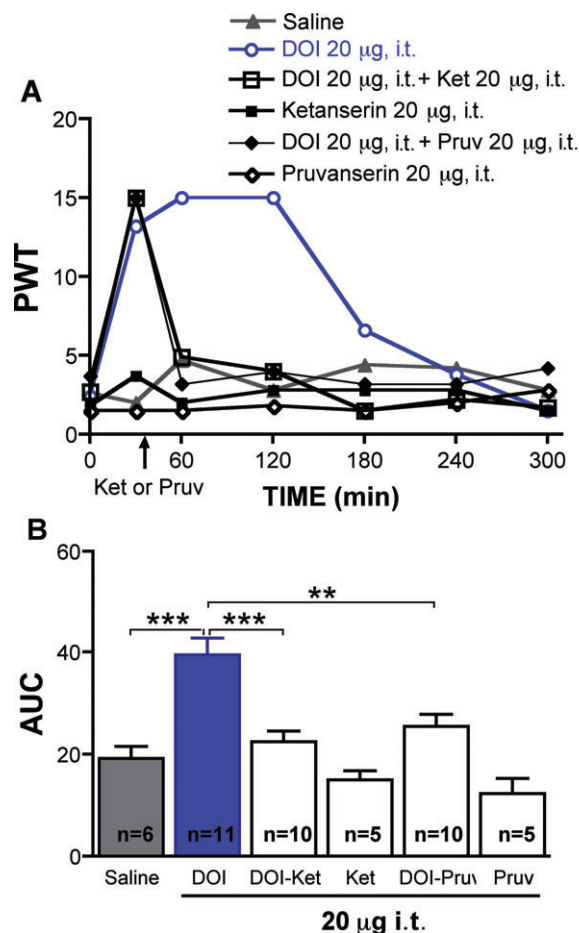 Saline
DOI 20 μg, i.t.
DOI 20 μg, i.t. + Ket 20 μg, i.t.
Ketanserin 20 μg, i.t.
DOI 20 μg, i.t. + Pruv 20 μg, i.t.
Pruvanserin 20 μg, i.t.
A
PWT
20
15
10
5
0
0 60 120 180 240 300
Ket or Pruv
TIME (min)
B
AUC
60
40
20
0
*** *** **
n=6 n=11 n=10 n=5 n=10 n=5
Saline DOI DOI-Ket Ket DOI-Pruv Pruv
20 μg i.t.